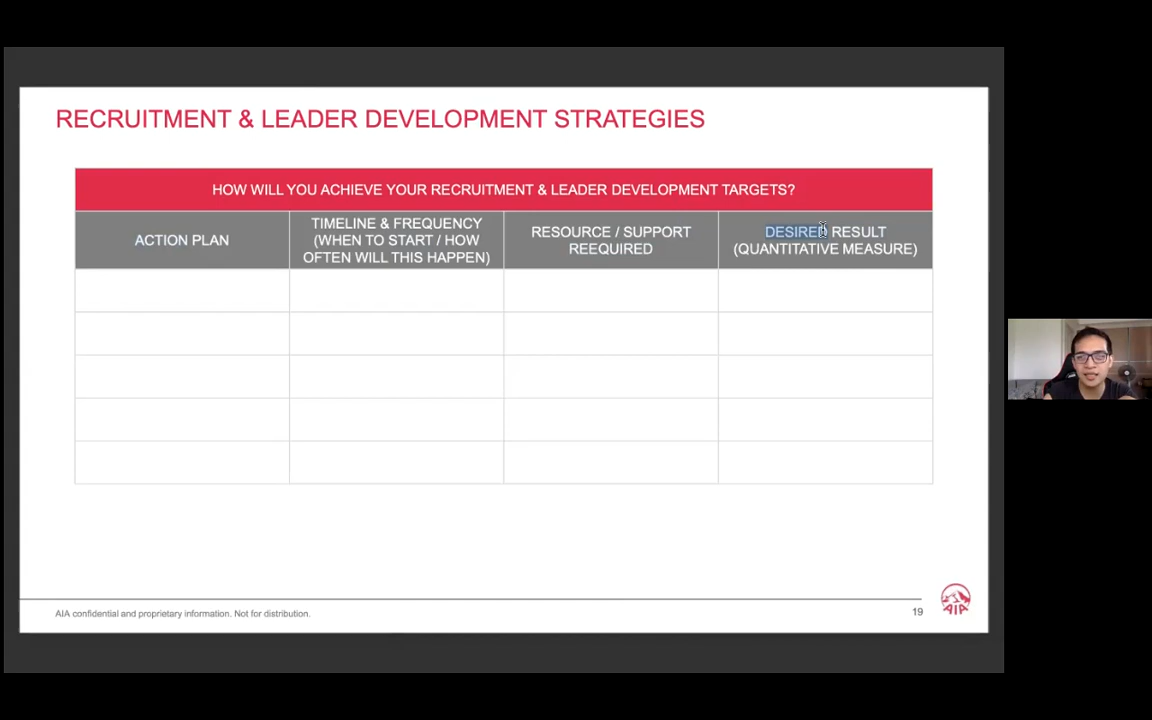 RECRUITMENT & LEADER DEVELOPMENT STRATEGIES
HOW WILL YOU ACHIEVE YOUR RECRUITMENT & LEADER DEVELOPMENT TARGETS?
ACTION PLAN
TIMELINE & FREQUENCY
(WHEN TO START / HOW
OFTEN WILL THIS HAPPEN)
RESOURCE / SUPPORT
REEQUIRED
DESIRED RESULT
(QUANTITATIVE MEASURE)
AIA confidential and proprietary information. Not for distribution.
19
AIA